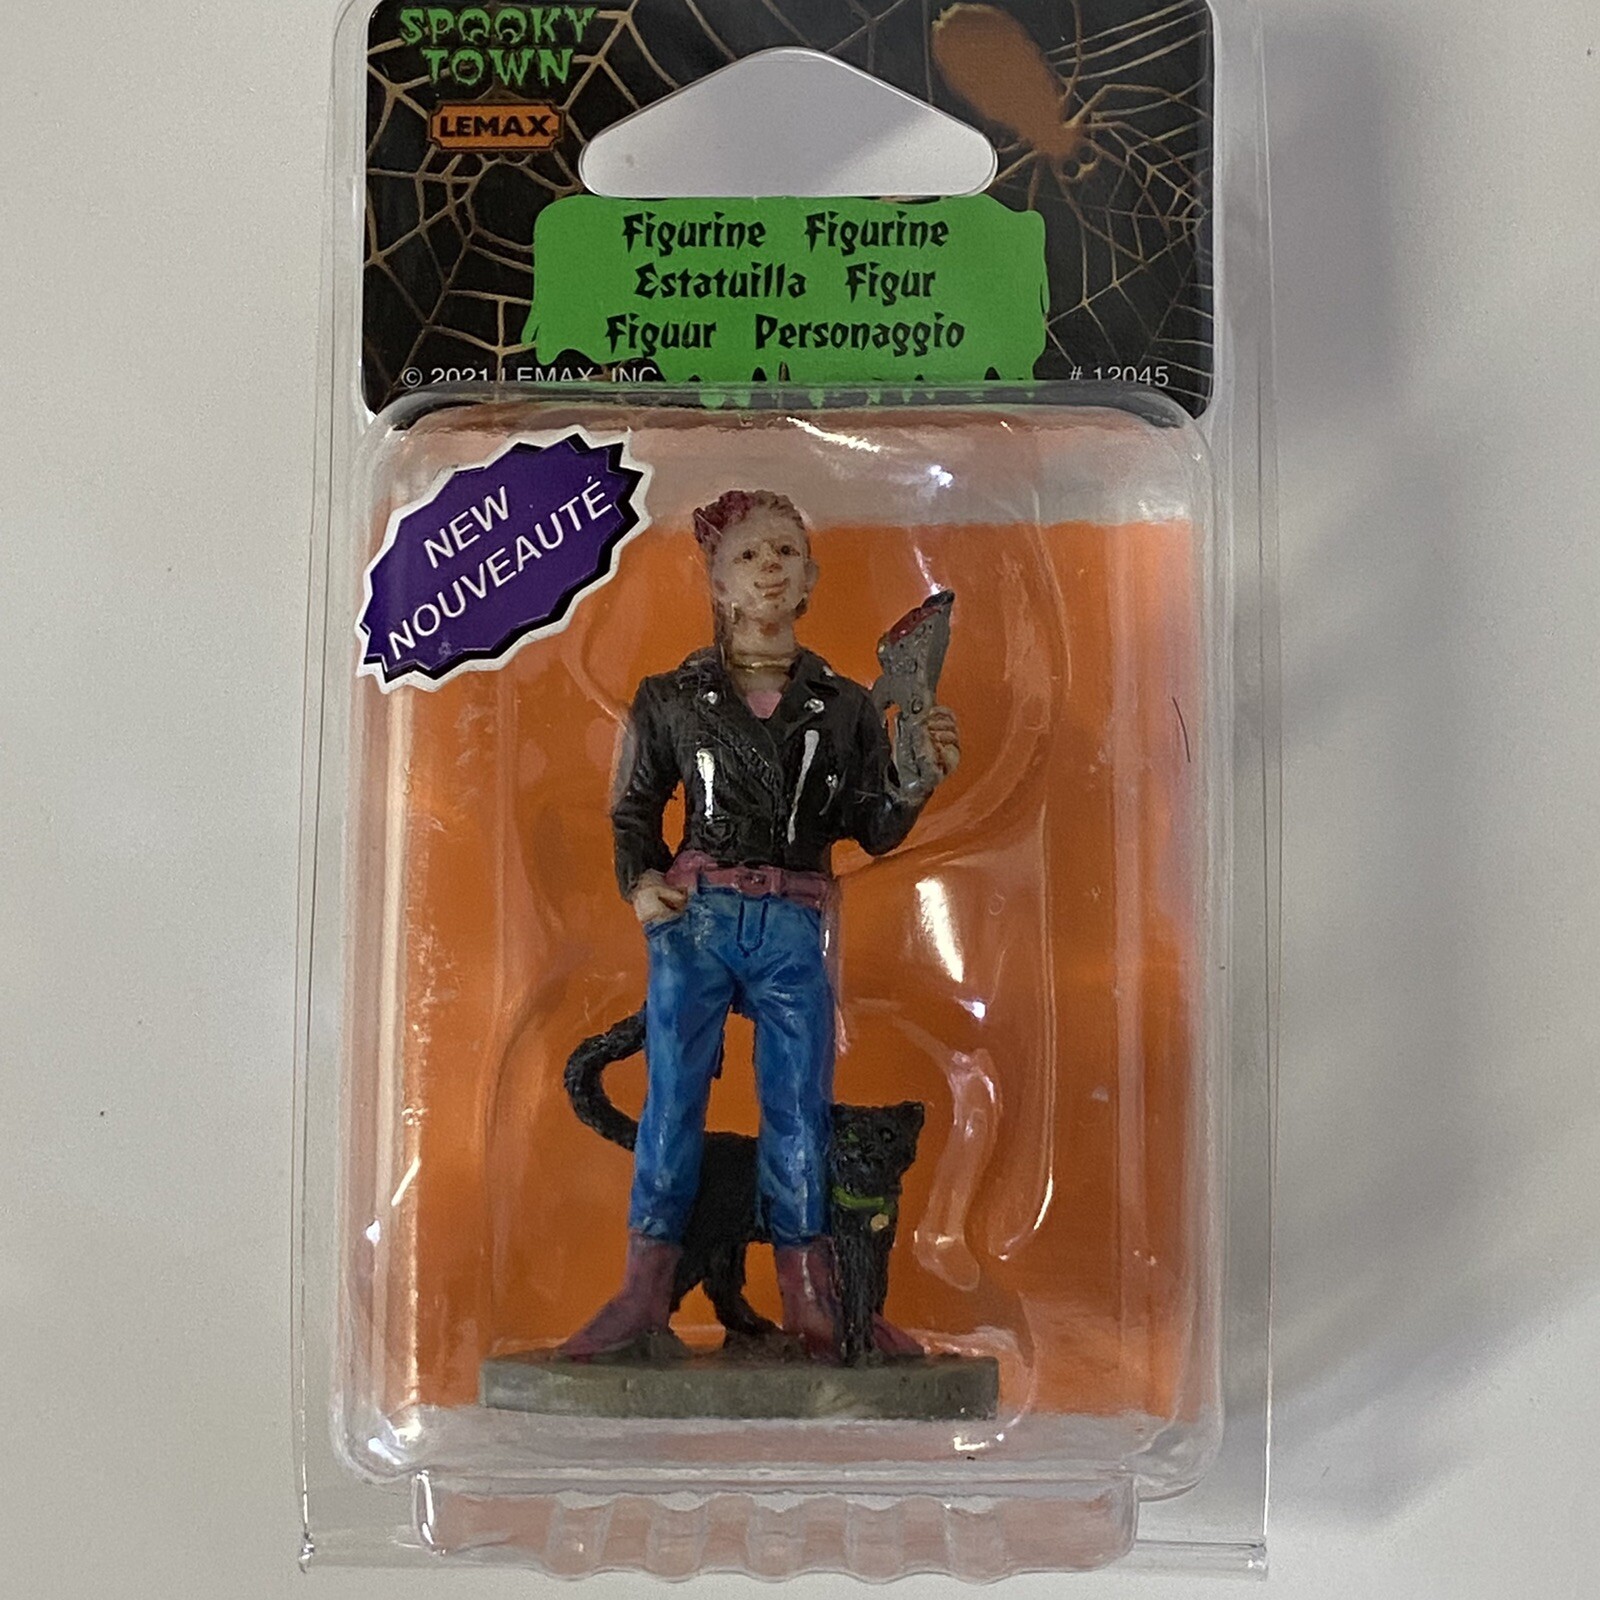 SPOOKY
TOWN
LEMAX
Figurine Figurine
Estatuilla Figur
Figuur Personaggio
© 2021 LEMAX, INC
# 12045
NEW
NOUVEAUTÉ